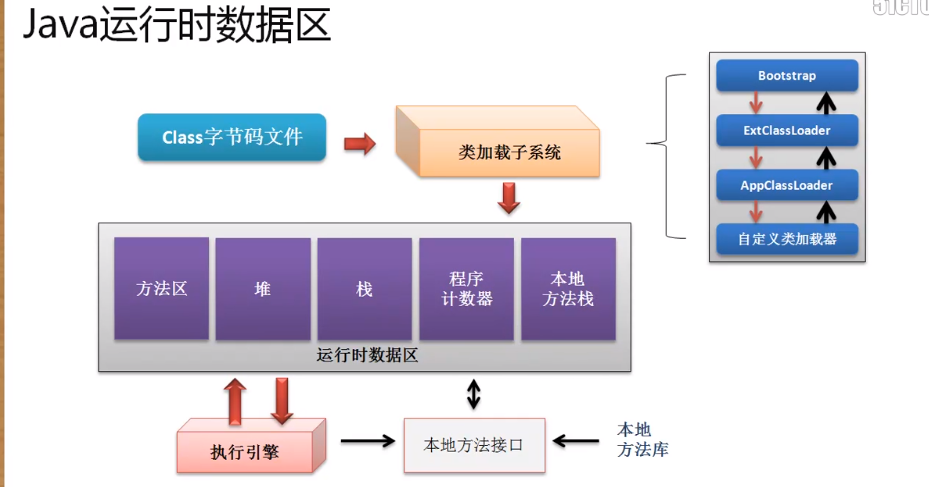 Java运行时数据区
Class字节码文件
类加载子系统
Bootstrap
ExtClassLoader
AppClassLoader
自定义类加载器
方法区
堆
栈
程序
计数器
本地
方法栈
运行时数据区
执行引擎
本地方法接口
本地
方法库